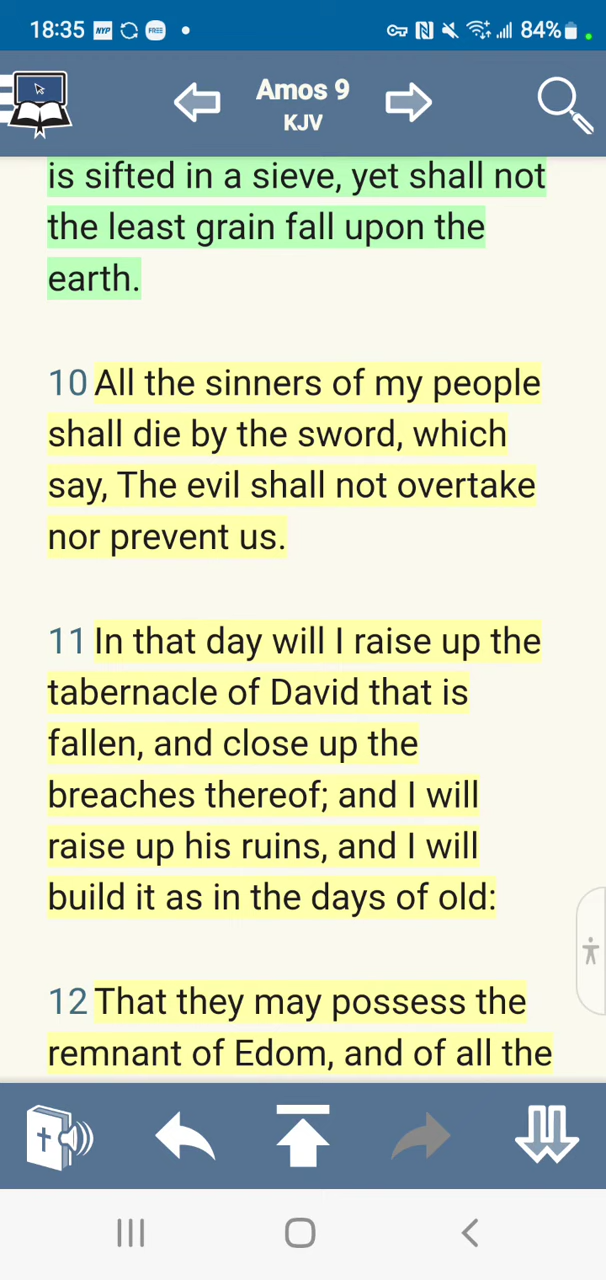 18:35 NYP FREE 84%
Amos 9
KJV
is sifted in a sieve, yet shall not
the least grain fall upon the
earth.
10 All the sinners of my people
shall die by the sword, which
say, The evil shall not overtake
nor prevent us.
11 In that day will I raise up the
tabernacle of David that is
fallen, and close up the
breaches thereof; and I will
raise up his ruins, and I will
build it as in the days of old:
12 That they may possess the
remnant of Edom, and of all the